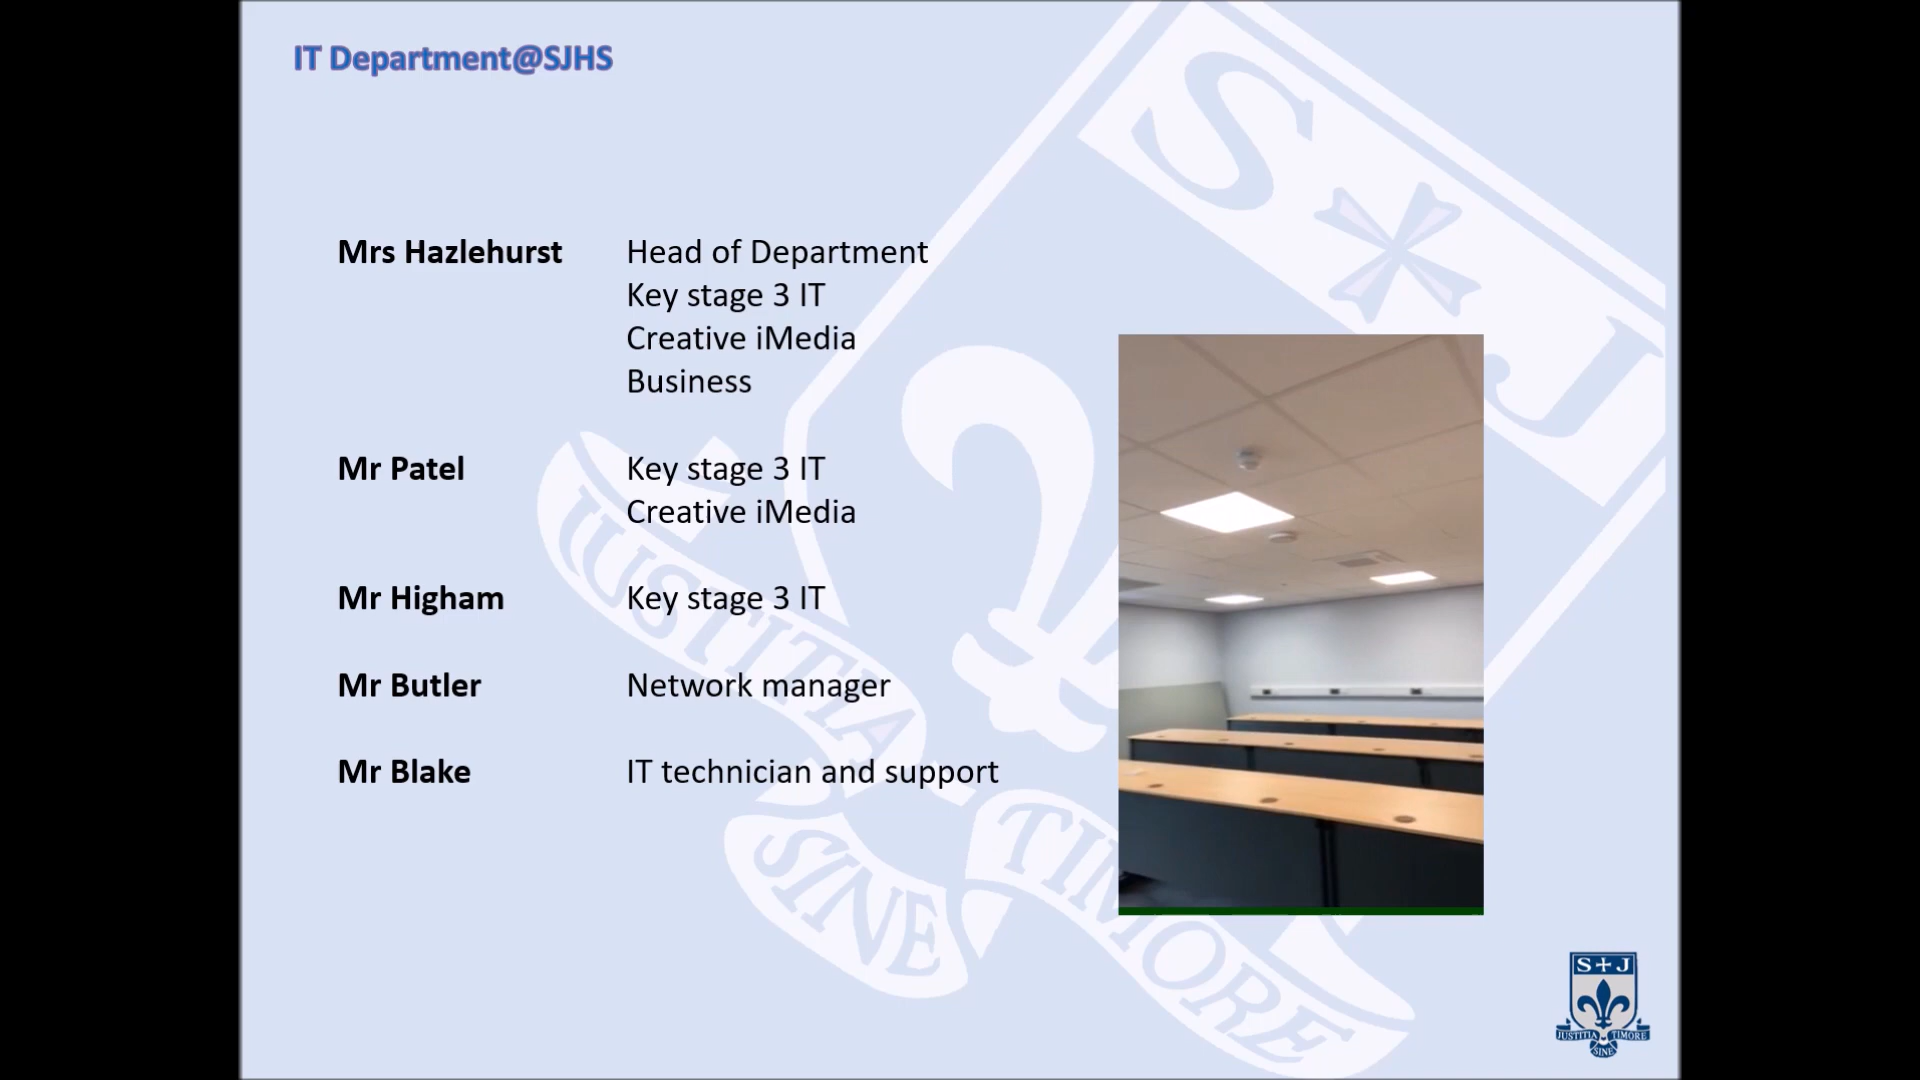 IT Department@SJHS
Mrs Hazlehurst Head of Department
Key stage 3 IT
Creative iMedia
Business
Mr Patel Key stage 3 IT
Creative iMedia
Mr Higham Key stage 3 IT
Mr Butler Network manager
Mr Blake IT technician and support
S J
IUSTITIA
SINE
TIMORE
S+J
JUSTITIA TIMORE
SINE